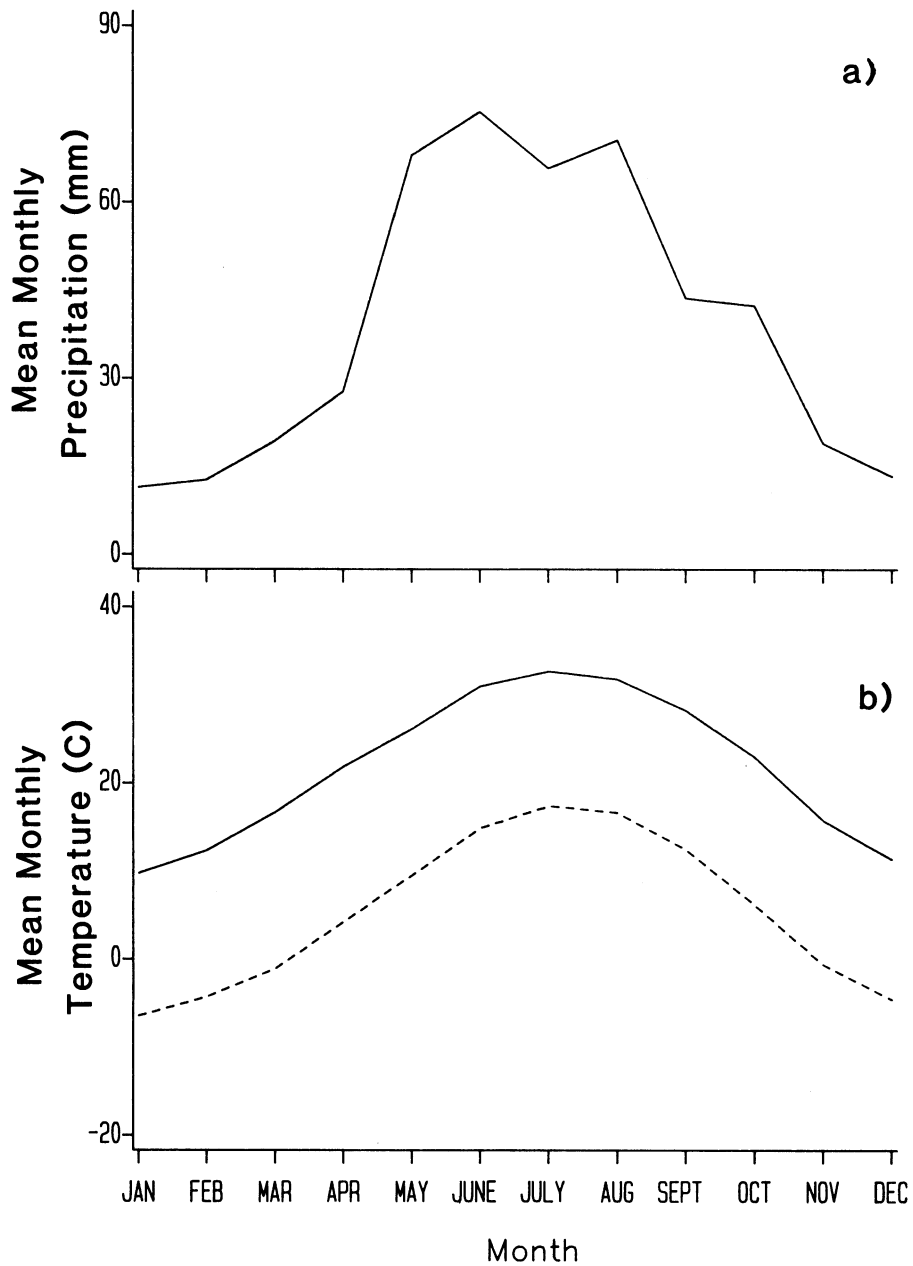 a)
Mean Monthly
Precipitation (mm)
90
60
30
0
b)
Mean Monthly
Temperature (C)
40
20
0
-20
JAN FEB MAR APR MAY JUNE JULY AUG SEPT OCT NOV DEC
Month